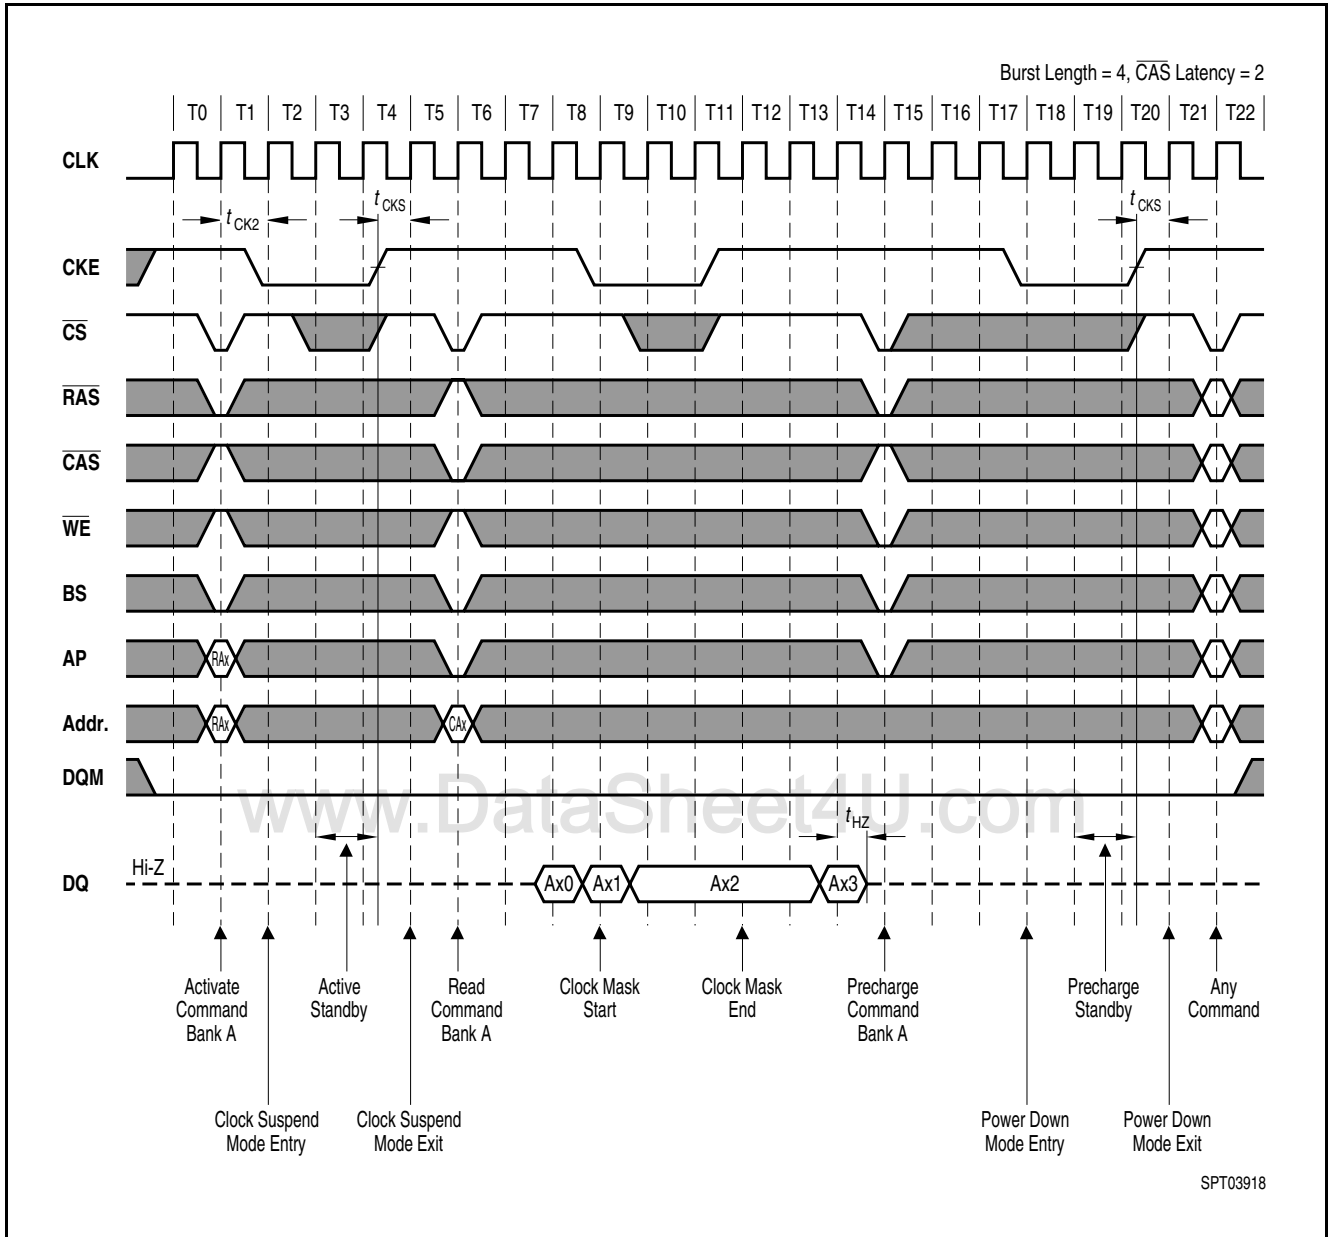 Burst Length = 4, CAS Latency = 2
T0 T1 T2 T3 T4 T5 T6 T7 T8 T9 T10 T11 T12 T13 T14 T15 T16 T17 T18 T19 T20 T21 T22
CLK
t CK2 t CKS t CKS
CKE
CS
RAS
CAS
WE
BS
AP RAx
Addr. RAx CAx
DQM
www.DataSheet4U.com
t HZ
DQ Hi-Z Ax0 Ax1 Ax2 Ax3
Activate Command Bank A
Active Standby
Read Command Bank A
Clock Mask Start
Clock Mask End
Precharge Command Bank A
Precharge Standby
Any Command
Clock Suspend Mode Entry
Clock Suspend Mode Exit
Power Down Mode Entry
Power Down Mode Exit
SPT03918